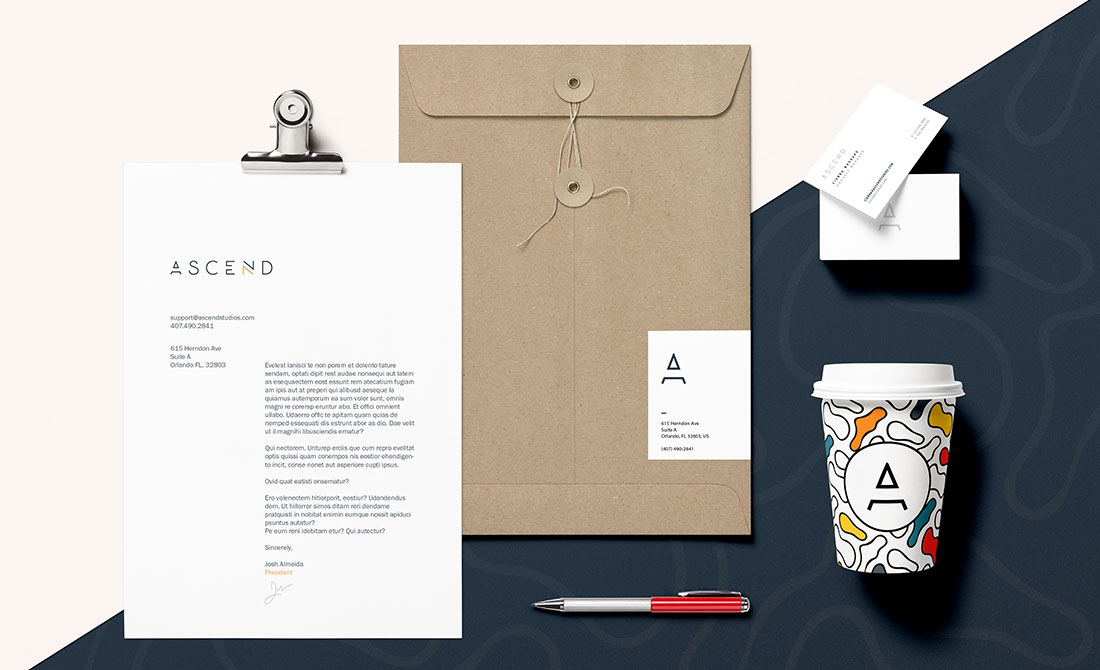 ASCEND
support@ascendstudios.com
407.490.2841
615 Herndon Ave
Suite A
Orlando FL, 32803
Evelest lanisci te non porem et dolento tature
sendam, optati dipit rest audae nonsequi aut latem
as esequaectem eost essunt rem atecatium fugiam
am ipis aut at preperi qui alibusd aeseque la
quiamus autemporum ea sum volor sunt, omnis
magni re coresp eruntur abo. Et offici omnient
ullabo. Udaerro offic te apitam quam quias de
nomped essequati dis estrunt abor as dio. Dae velit
ut il magnihi libusciendis ernatur?
Qui nectorem. Unturep erciis que cum repro evelitat
optis quissi quam conempos nis eostior ehendigen-
to incit, conse nonet aut asperiore cupti ipsus.
Ovid quat eatisti onsernatur?
Ero volenectem hitiorporit, eostiur? Udandendus
dem. Ut hillorror simos ditam reri dendame
pratquisti in nobitat enimin eumque nossit apiduci
psuntus autatur?
Pe eum reni idebitam etur? Qui autectur?
Sincerely,
Josh Almeida
President
A
615 Herndon Ave
Suite A
Orlando, FL 32803, US
(407) 490-2841
ASCEND
A
A